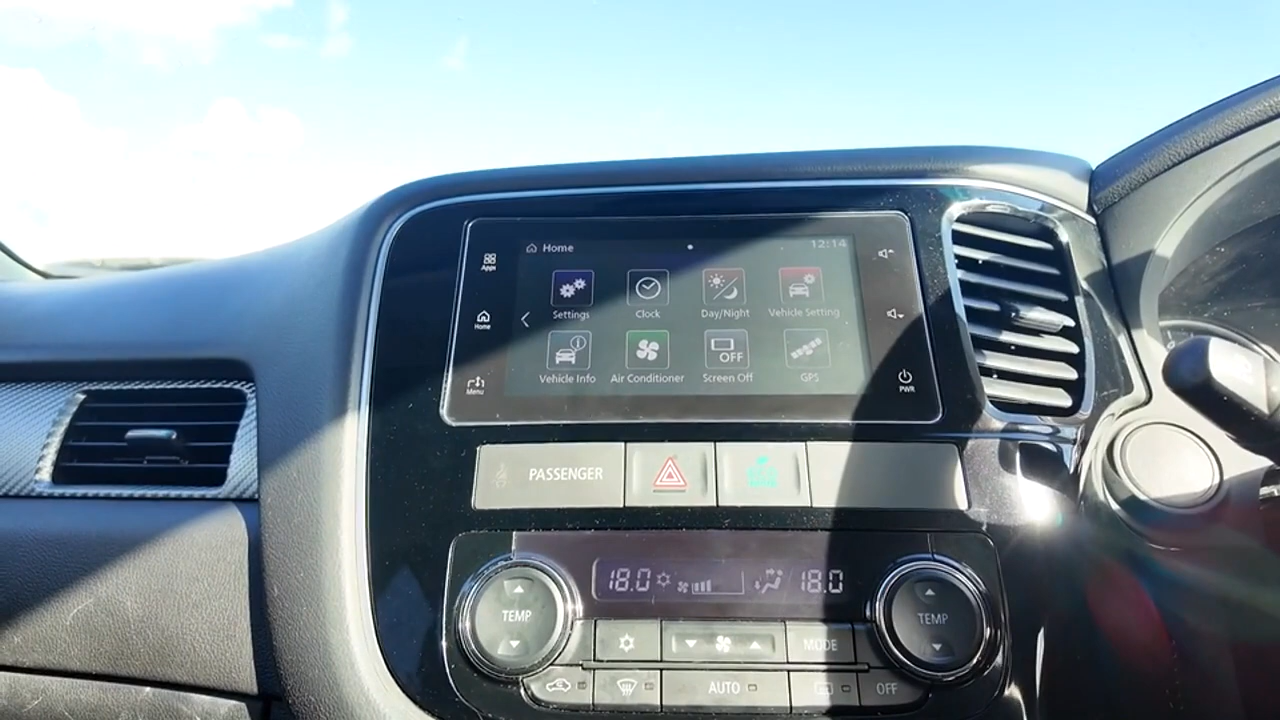 Apps
Home
12:14
Settings
Clock
Day/Night
Vehicle Setting
Home
OFF
Vehicle Info
Air Conditioner
Screen Off
GPS
Menu
PWR
PASSENGER
18.0
18.0
TEMP
TEMP
MODE
AUTO
OFF